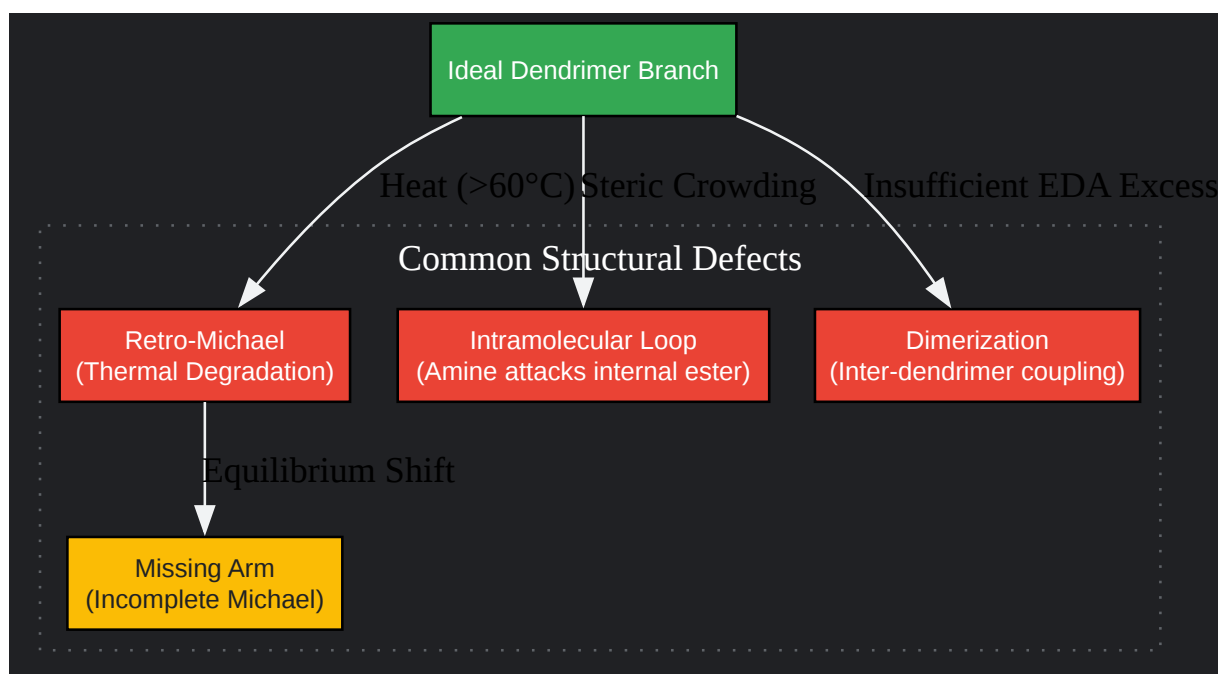 Ideal Dendrimer Branch
Heat (>60°C)
Steric Crowding
Insufficient EDA Excess
Common Structural Defects
Retro-Michael
(Thermal Degradation)
Intramolecular Loop
(Amine attacks internal ester)
Dimerization
(Inter-dendrimer coupling)
Equilibrium Shift
Missing Arm
(Incomplete Michael)